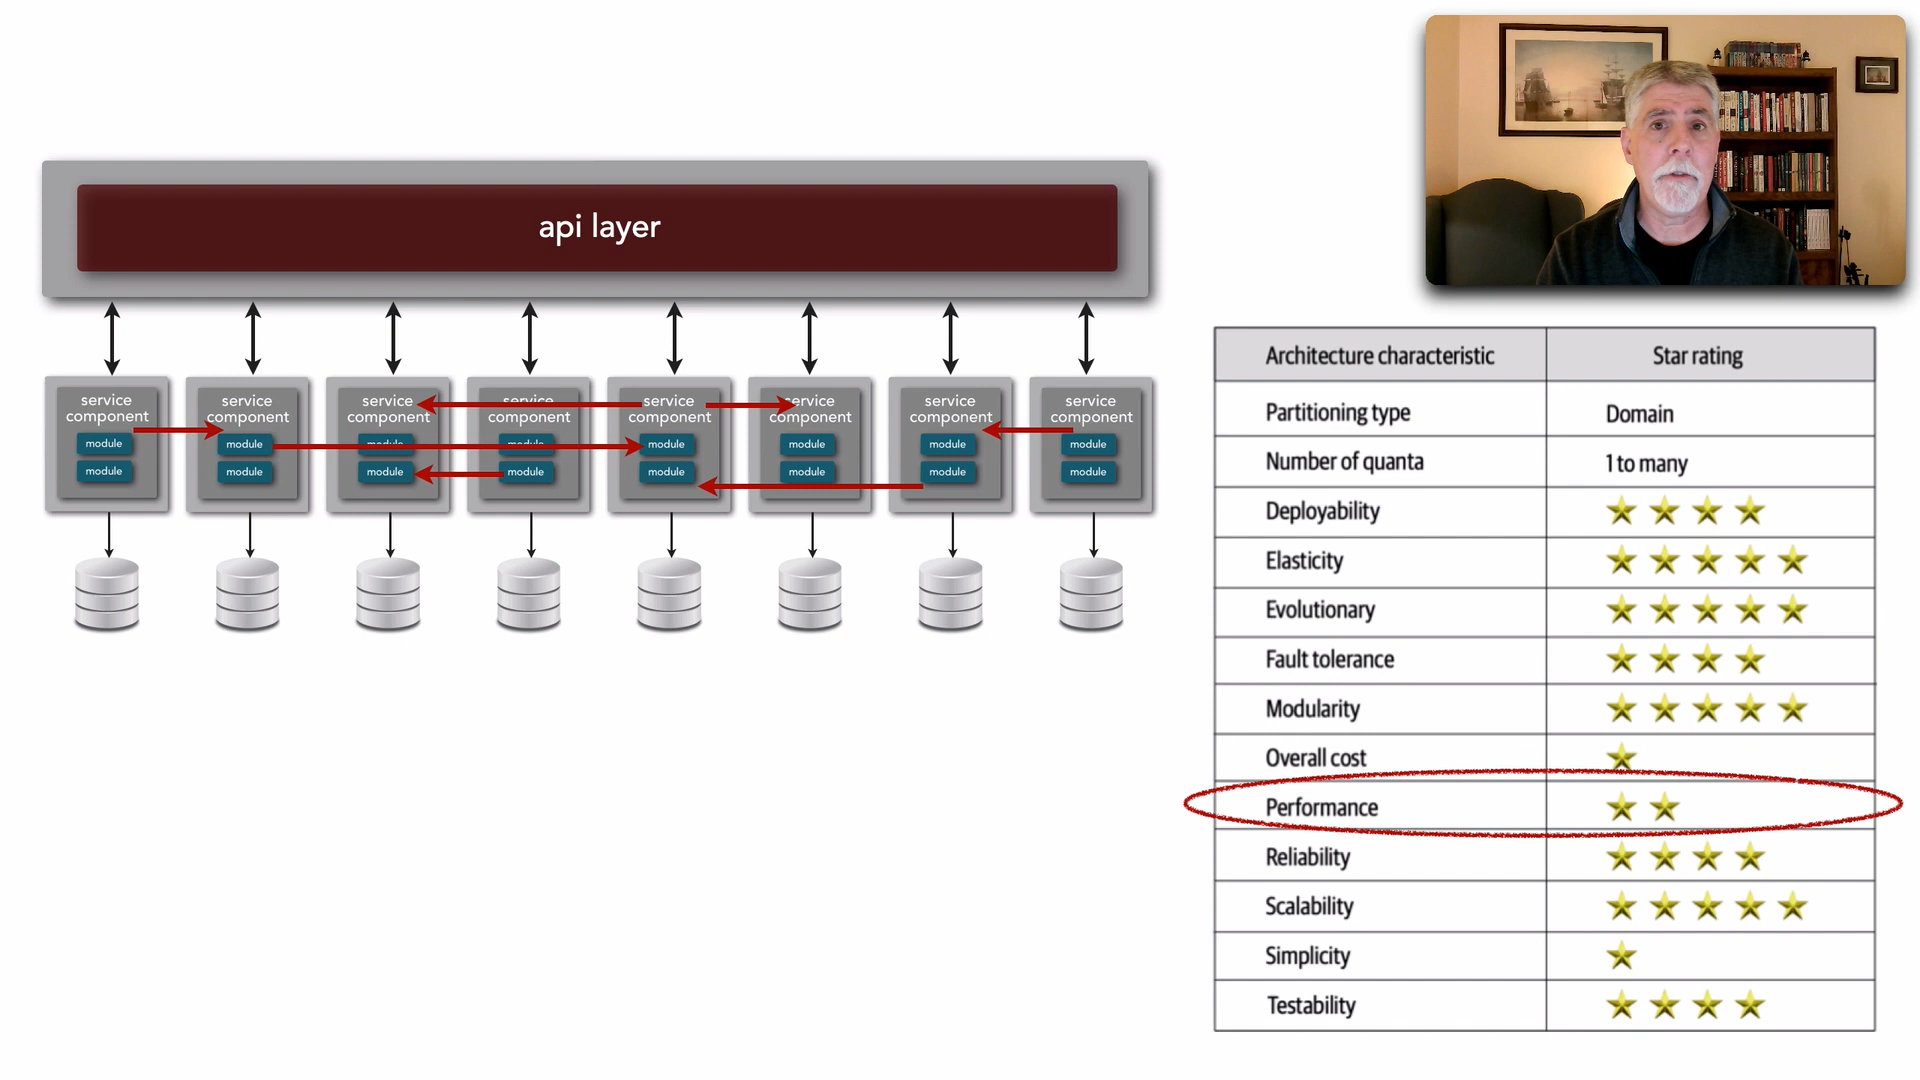 api layer
service
component
module
module
service
component
module
module
service
component
module
module
service
component
module
module
service
component
module
module
service
component
module
module
service
component
module
module
service
component
module
module
Architecture characteristic Star rating
Partitioning type Domain
Number of quanta 1 to many
Deployability
Elasticity
Evolutionary
Fault tolerance
Modularity
Overall cost
Performance
Reliability
Scalability
Simplicity
Testability